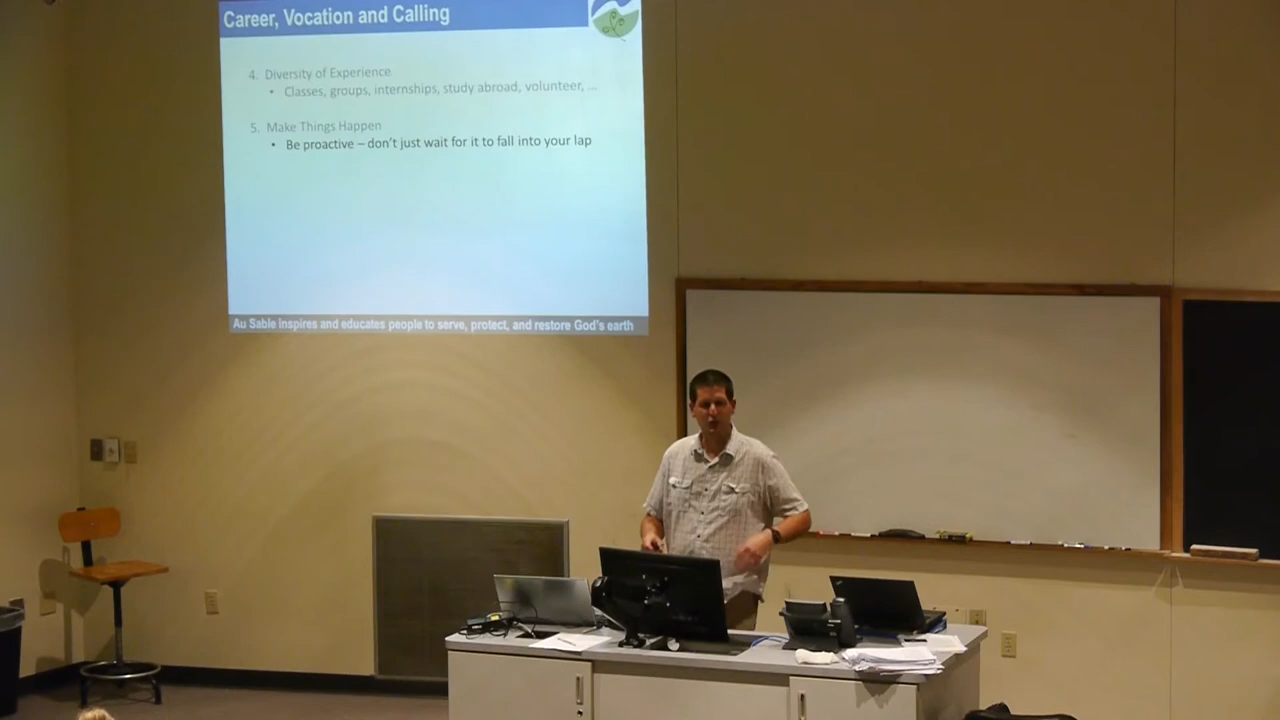 Career, Vocation and Calling
4. Diversity of Experience
• Classes, groups, internships, study abroad, volunteer, ...
5. Make Things Happen
• Be proactive – don't just wait for it to fall into your lap
Au Sable inspires and educates people to serve, protect, and restore God's earth